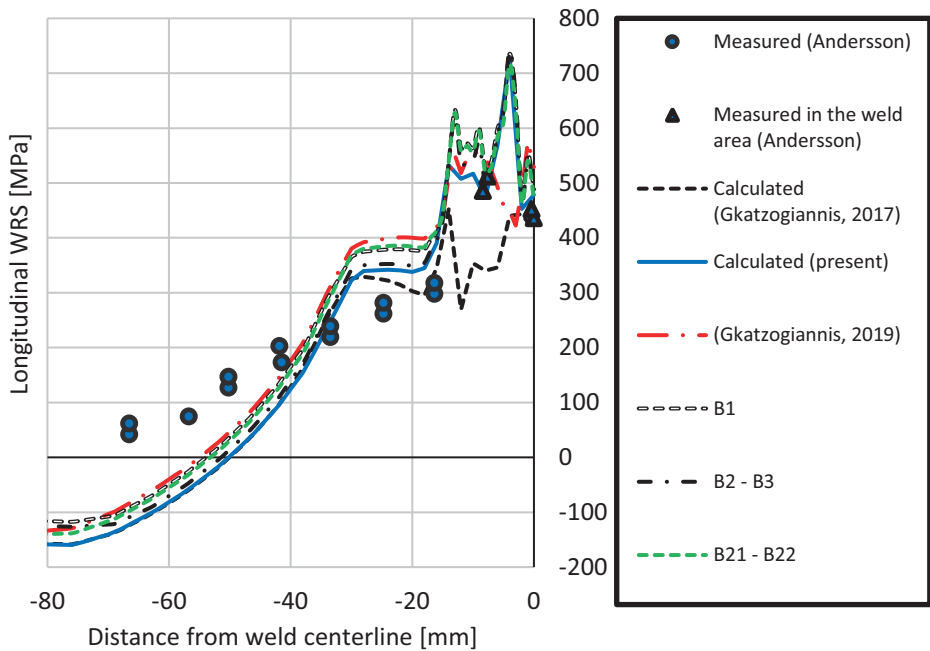 Longitudinal WRS [MPa]
800
700
600
500
400
300
200
100
0
-100
-200
-80
-60
-40
-20
0
Distance from weld centerline [mm]
Measured (Andersson)
Measured in the weld
area (Andersson)
Calculated
(Gkatzogiannis, 2017)
Calculated (present)
(Gkatzogiannis, 2019)
B1
B2 - B3
B21 - B22